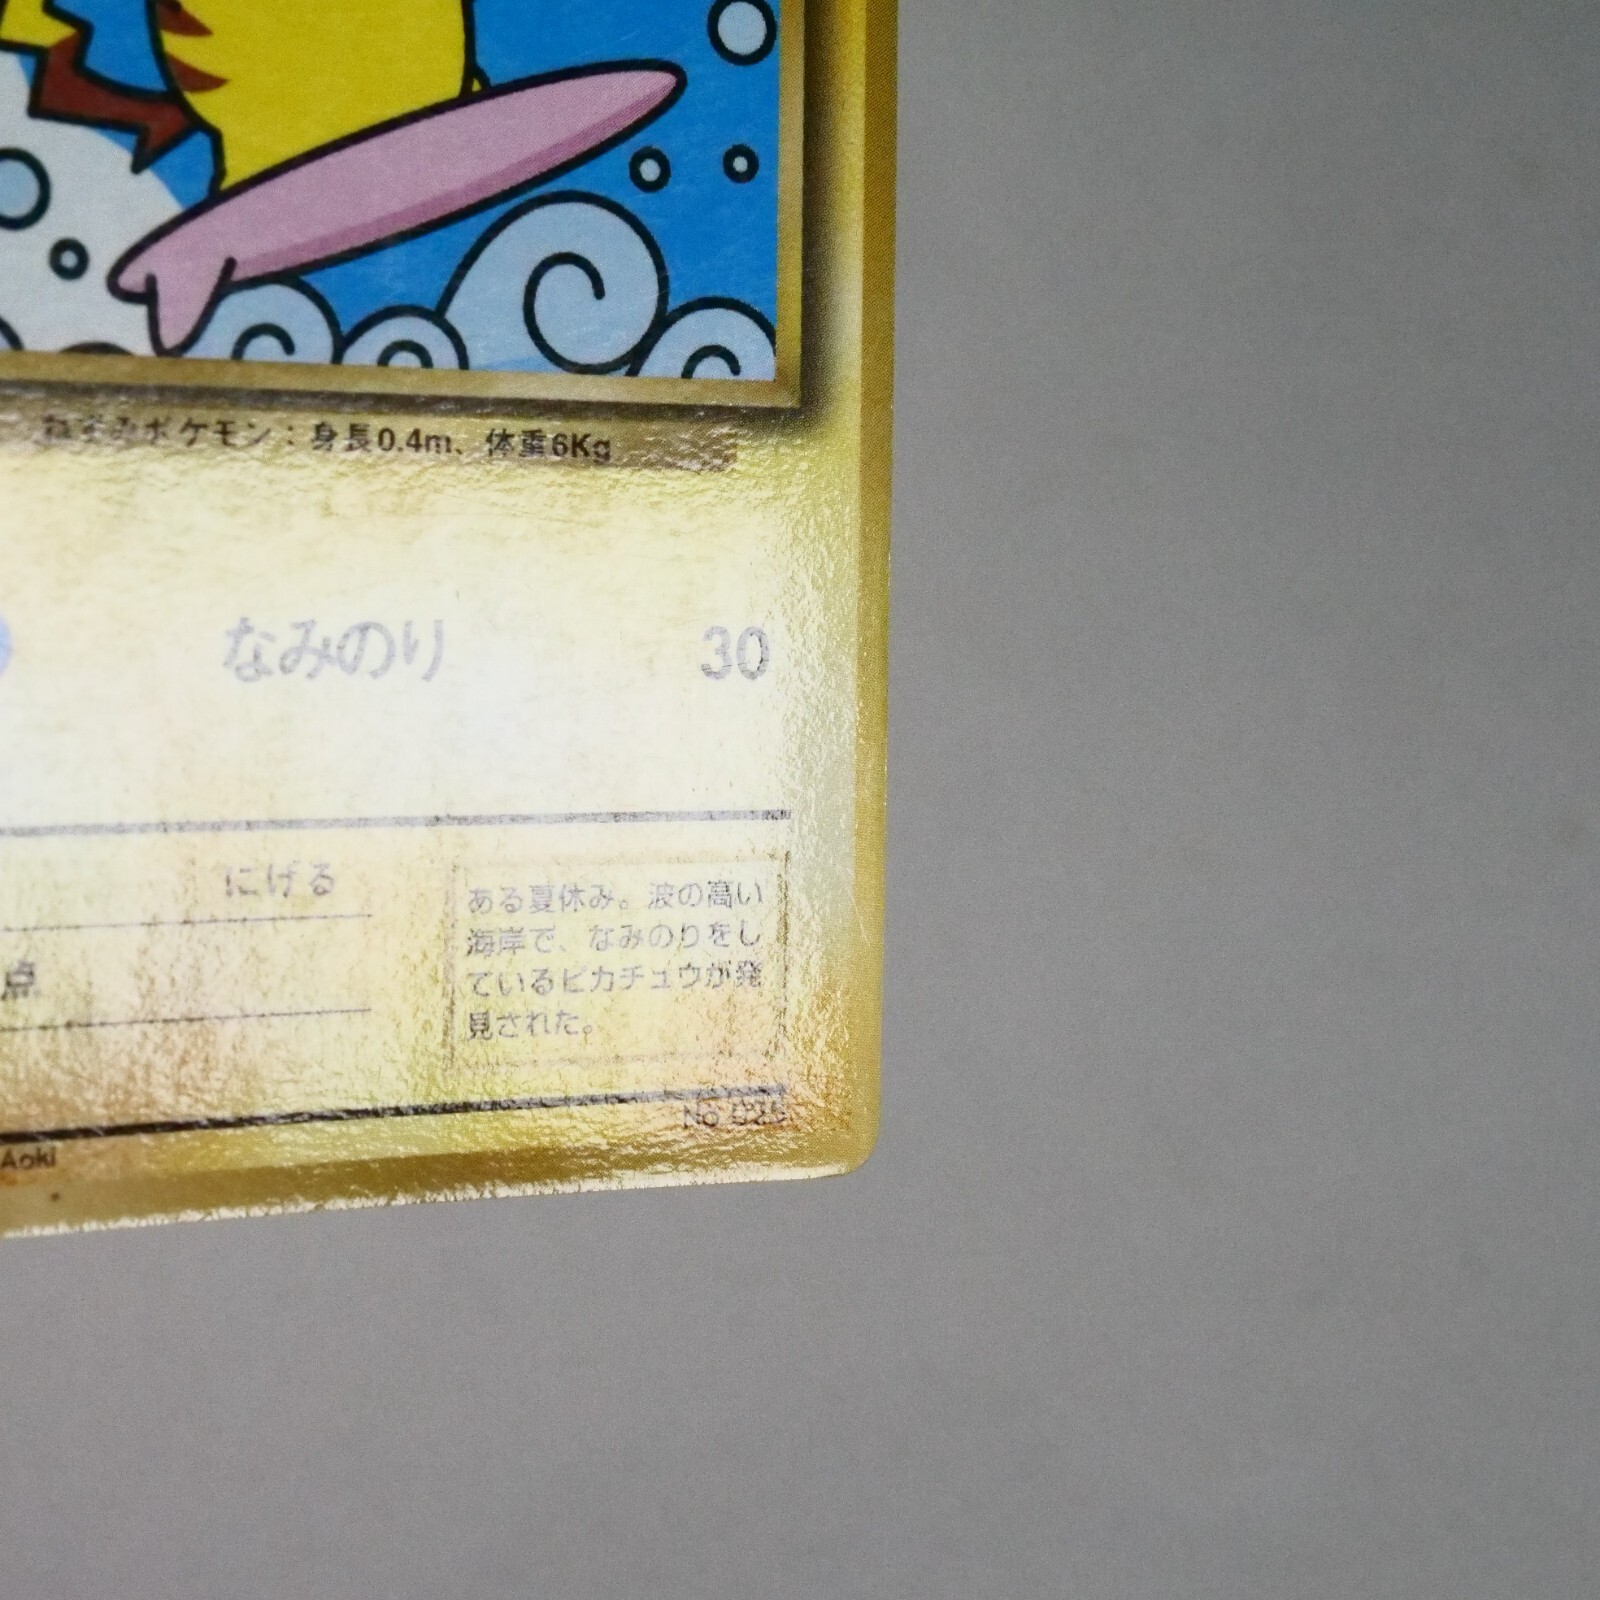 ねずみポケモン：身長0.4m、体重6Kg
なみのり 30
にげる
点
ある夏休み。波の高い
海岸で、なみのりをし
ているピカチュウが発
見された。
No.025
Aoki